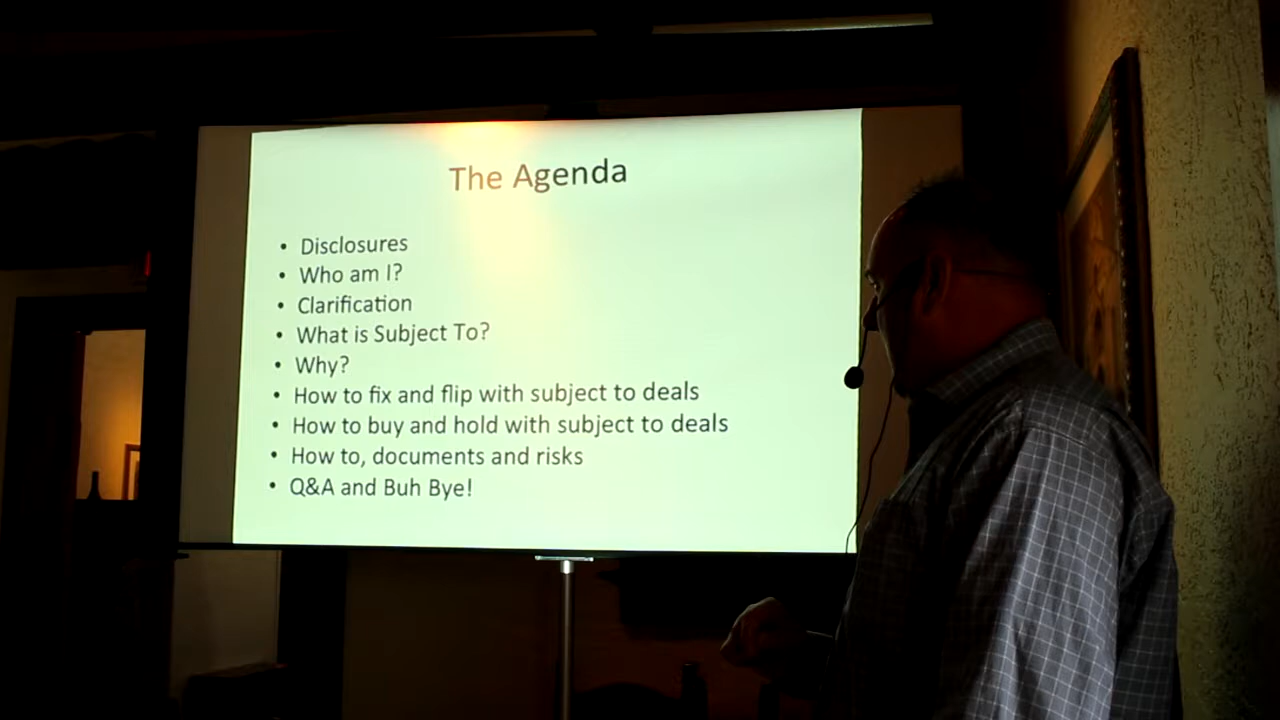 The Agenda
• Disclosures
• Who am I?
• Clarification
• What is Subject To?
• Why?
• How to fix and flip with subject to deals
• How to buy and hold with subject to deals
• How to, documents and risks
• Q&A and Buh Bye!